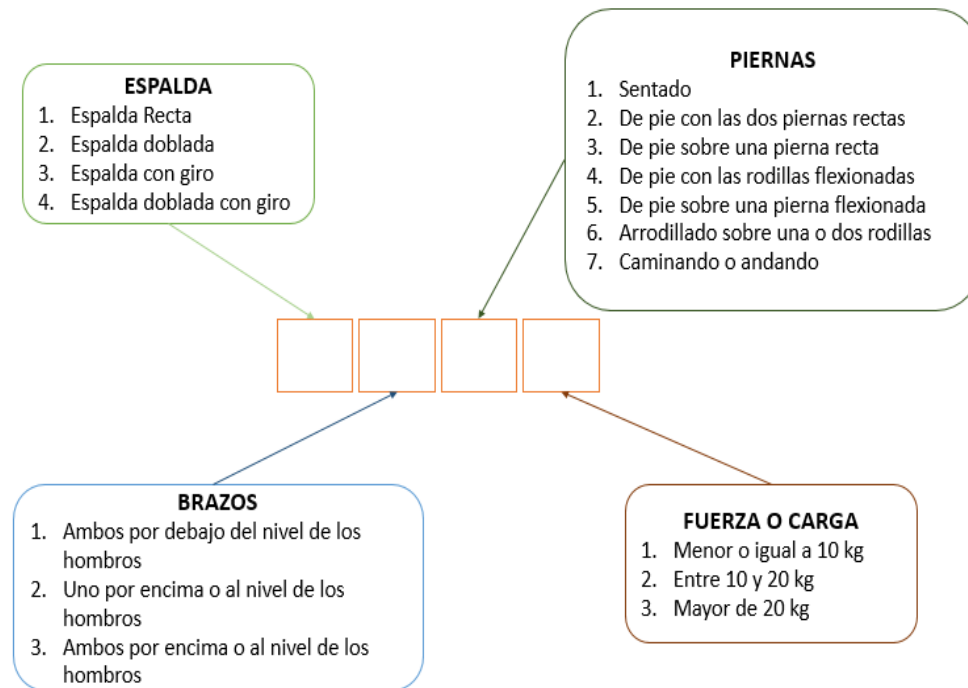 ESPALDA
1. Espalda Recta
2. Espalda doblada
3. Espalda con giro
4. Espalda doblada con giro
PIERNAS
1. Sentado
2. De pie con las dos piernas rectas
3. De pie sobre una pierna recta
4. De pie con las rodillas flexionadas
5. De pie sobre una pierna flexionada
6. Arrodillado sobre una o dos rodillas
7. Caminando o andando
BRAZOS
1. Ambos por debajo del nivel de los
hombros
2. Uno por encima o al nivel de los
hombros
3. Ambos por encima o al nivel de los
hombros
FUERZA O CARGA
1. Menor o igual a 10 kg
2. Entre 10 y 20 kg
3. Mayor de 20 kg